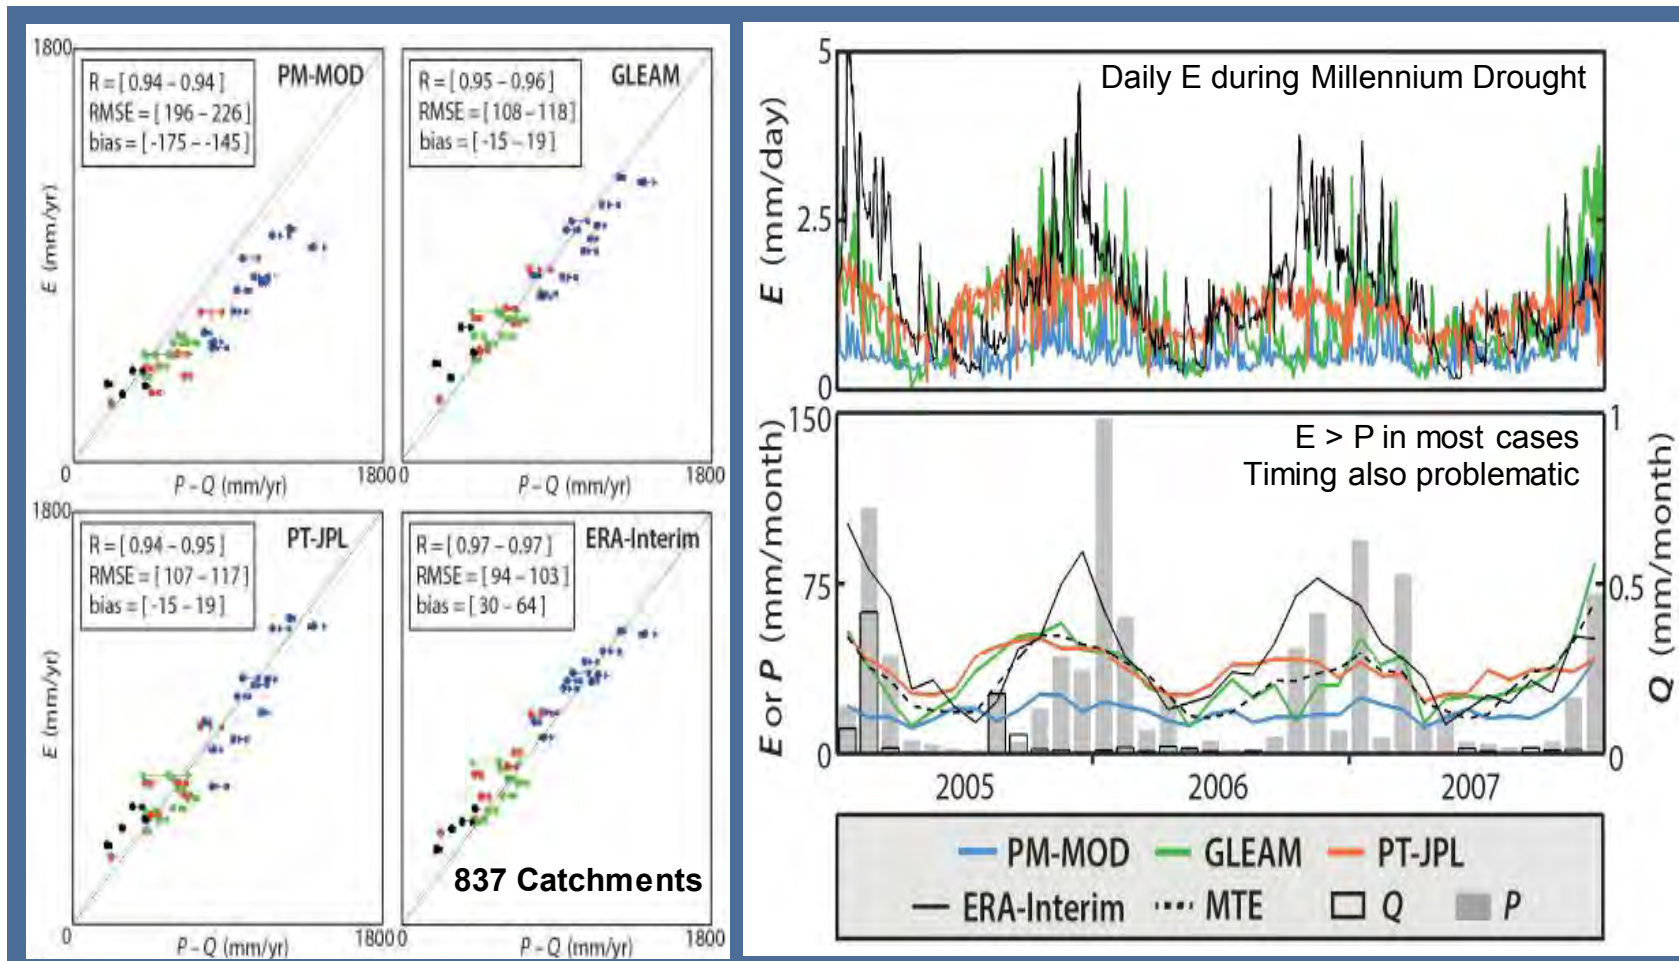 1800
R = [ 0.94 – 0.94 ]
RMSE = [ 196 – 226 ]
bias = [ -175 – -145 ]
PM-MOD
E (mm/yr)
0
1800
P – Q (mm/yr)
R = [ 0.95 – 0.96 ]
RMSE = [ 108 – 118 ]
bias = [ -15 – 19 ]
GLEAM
0
1800
P – Q (mm/yr)
1800
R = [ 0.94 – 0.95 ]
RMSE = [ 107 – 117 ]
bias = [ -15 – 19 ]
PT-JPL
E (mm/yr)
0
1800
P – Q (mm/yr)
R = [ 0.97 – 0.97 ]
RMSE = [ 94 – 103 ]
bias = [ 30 – 64 ]
ERA-Interim
837 Catchments
0
1800
P – Q (mm/yr)
Daily E during Millennium Drought
5
2.5
0
E (mm/day)
E > P in most cases
Timing also problematic
150
75
0
E or P (mm/month)
1
0.5
0
Q (mm/month)
2005
2006
2007
PM-MOD
GLEAM
PT-JPL
ERA-Interim
MTE
Q
P